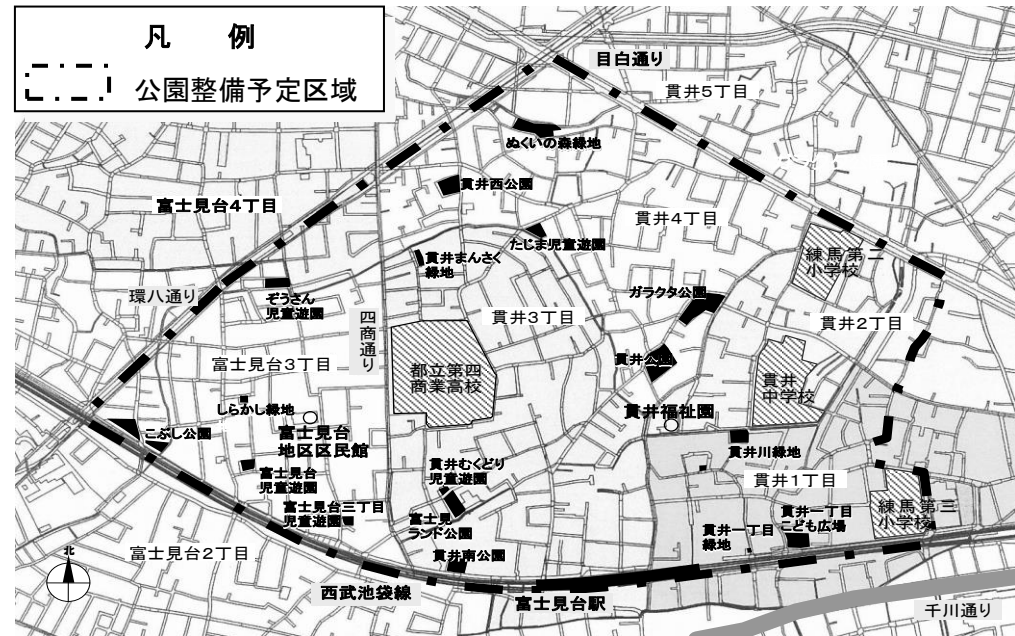 凡 例
公園整備予定区域
目白通り
貫井5丁目
ぬくいの森緑地
貫井西公園
富士見台4丁目
貫井4丁目
たじま児童遊園
練馬第二
小学校
貫井まんさく
緑地
環八通り
ぞうさん
児童遊園
ガラクタ公園
四商通り
貫井3丁目
貫井2丁目
富士見台3丁目
都立第四
商業高校
貫井公園
貫井
中学校
しらかし緑地
こぶし公園
富士見台
地区区民館
貫井福祉園
貫井川緑地
富士見台
児童遊園
貫井むくどり
児童遊園
貫井1丁目
富士見台三丁目
児童遊園
富士見
ランド公園
貫井一丁目
緑地
貫井一丁目
こども広場
練馬第三
小学校
北
富士見台2丁目
貫井南公園
西武池袋線
富士見台駅
千川通り